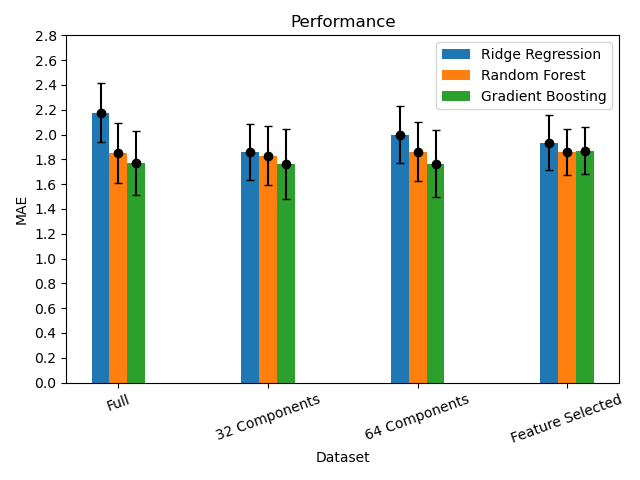 Performance
2.8
2.6
2.4
2.2
2.0
1.8
1.6
1.4
1.2
1.0
0.8
0.6
0.4
0.2
0.0
MAE
Ridge Regression
Random Forest
Gradient Boosting
Full
32 Components
64 Components
Feature Selected
Dataset